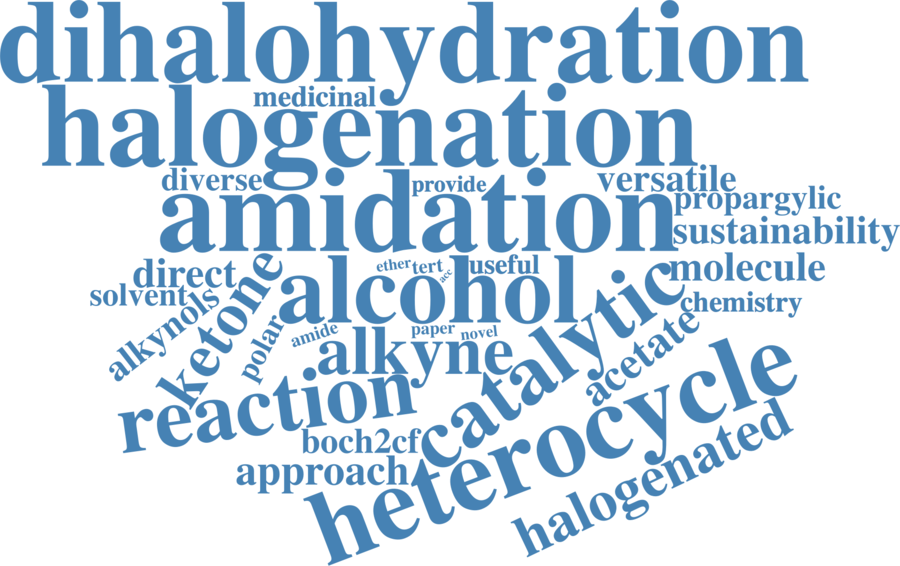 dihalohydration
medicinal
halogenation
diverse
provide
versatile
amidation
propargylic
sustainability
direct
ether
tert
acc
useful
molecule
solvent
ketone
alcohol
chemistry
alkynols
polar
amide
paper
novel
alkyne
catalytic
acetate
reaction
boch2cf
approach
heterocycle
halogenated